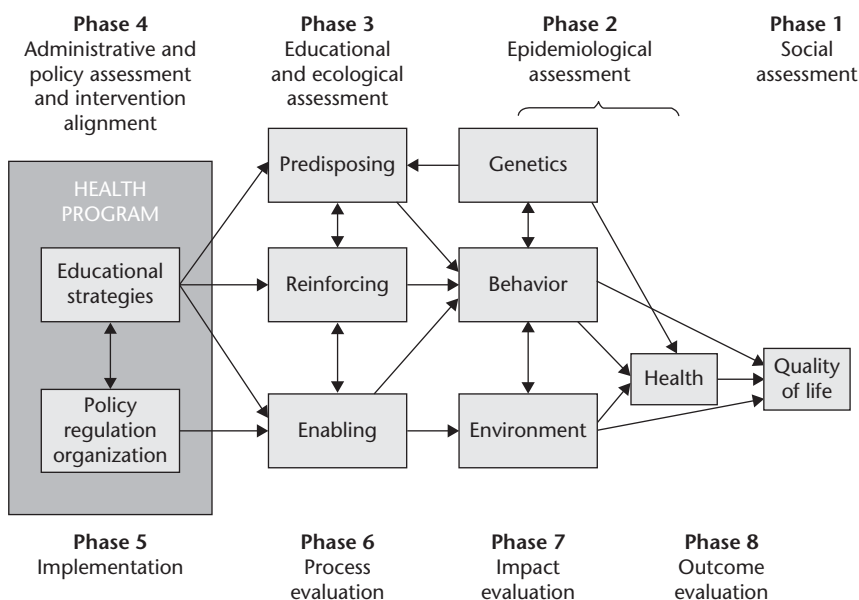 Phase 4
Administrative and
policy assessment
and intervention
alignment
Phase 3
Educational
and ecological
assessment
Phase 2
Epidemiological
assessment
Phase 1
Social
assessment
HEALTH
PROGRAM
Educational
strategies
Policy
regulation
organization
Predisposing
Reinforcing
Enabling
Genetics
Behavior
Environment
Health
Quality
of life
Phase 5
Implementation
Phase 6
Process
evaluation
Phase 7
Impact
evaluation
Phase 8
Outcome
evaluation